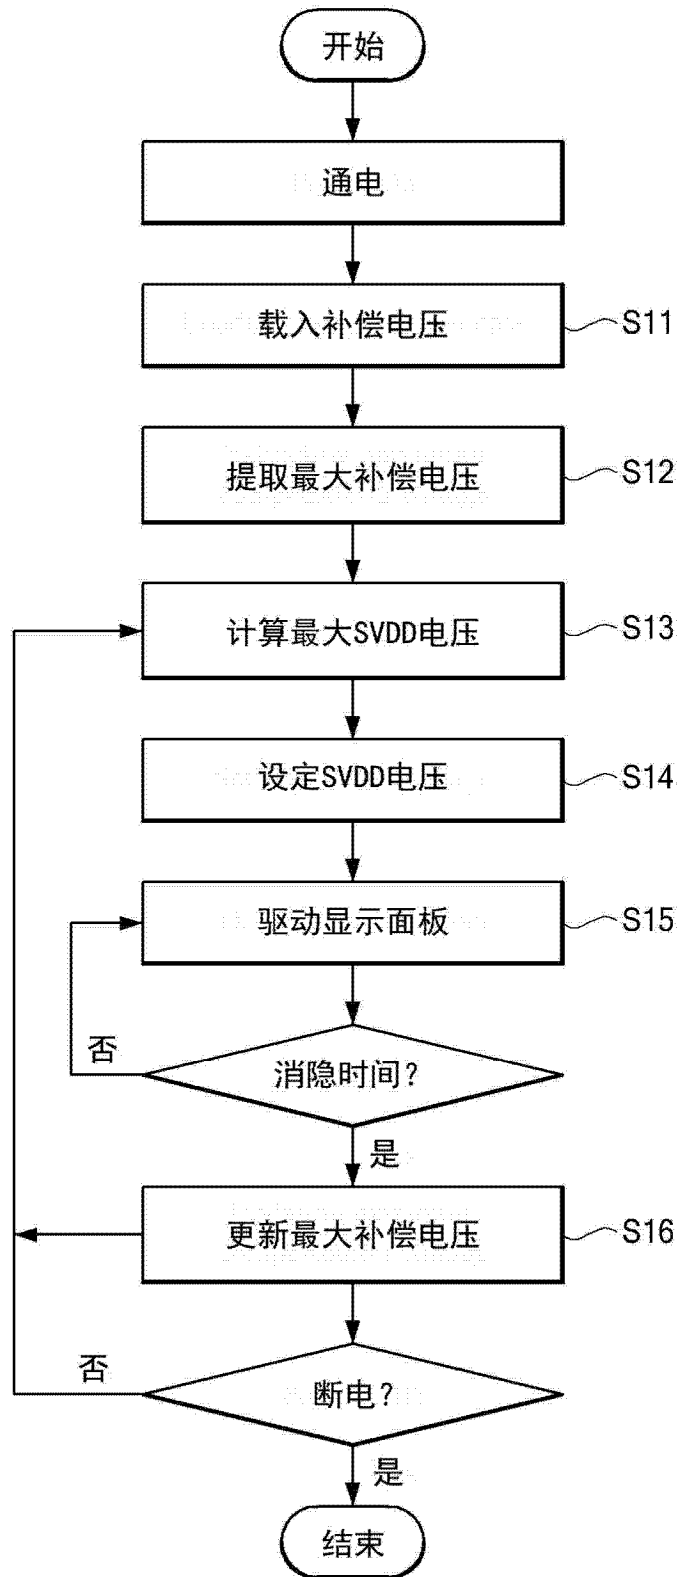 开始
通电
载入补偿电压
S11
提取最大补偿电压
S12
计算最大SVDD电压
S13
设定SVDD电压
S14
驱动显示面板
S15
消隐时间?
否
是
更新最大补偿电压
S16
断电?
否
是
结束